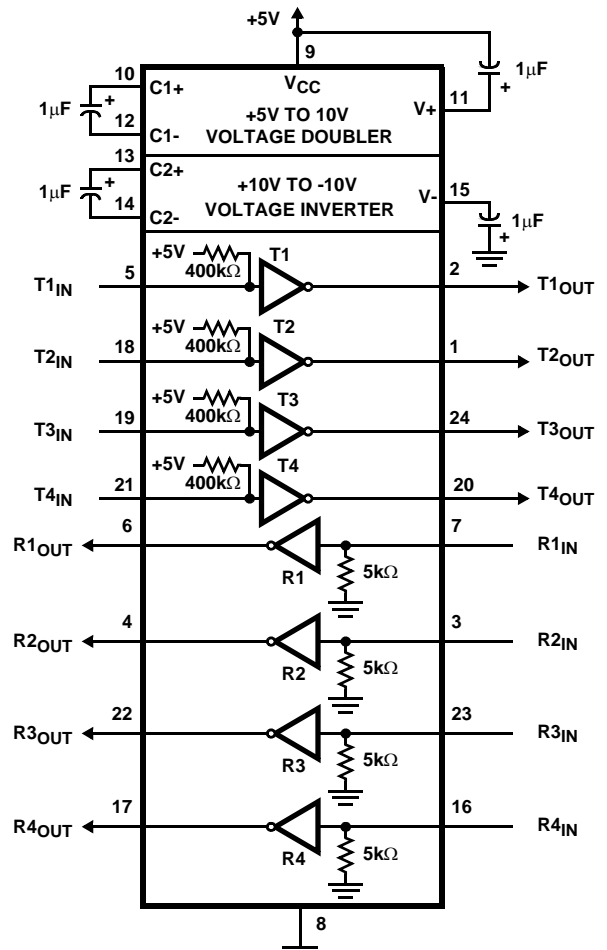 +5V
9
1μF
10
C1+
VCC
1μF
+
+5V TO 10V
VOLTAGE DOUBLER
V+
11
+
12
C1-
13
C2+
+10V TO -10V
VOLTAGE INVERTER
V-
15
1μF
+
14
C2-
1μF
+
+5V
400kΩ
T1
T1IN
5
2
T1OUT
+5V
400kΩ
T2
T2IN
18
1
T2OUT
+5V
400kΩ
T3
T3IN
19
24
T3OUT
+5V
400kΩ
T4
T4IN
21
20
T4OUT
R1OUT
6
R1
7
R1IN
5kΩ
R2OUT
4
R2
3
R2IN
5kΩ
R3OUT
22
R3
23
R3IN
5kΩ
R4OUT
17
R4
16
R4IN
5kΩ
8